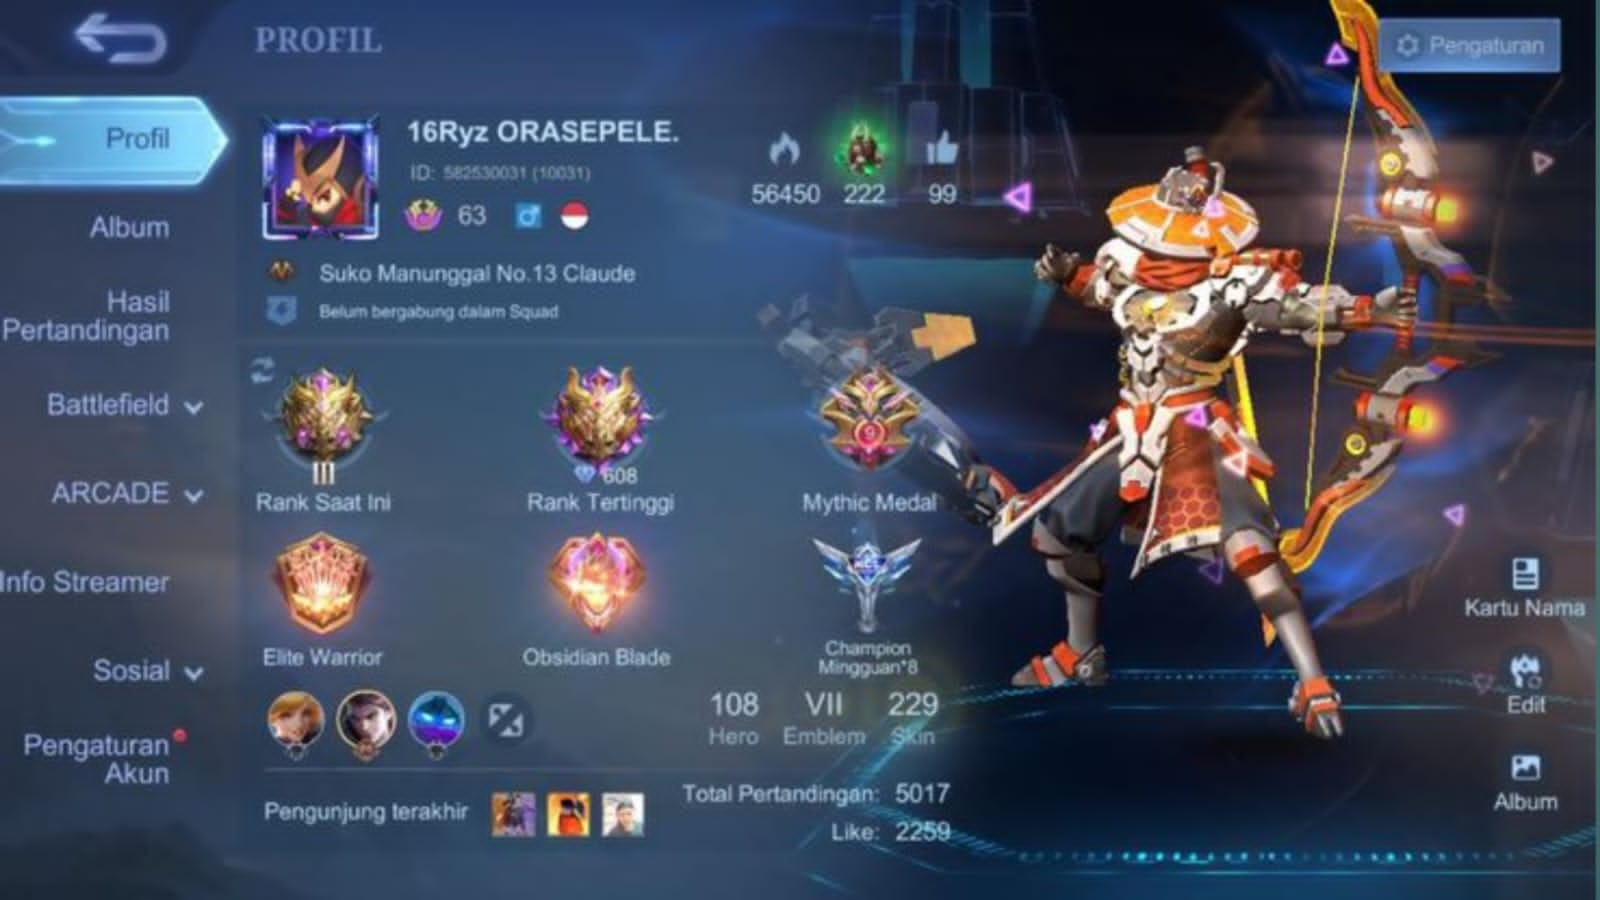 PROFIL
Pengaturan
Profil
Album
Hasil
Pertandingan
Battlefield
ARCADE
Info Streamer
Sosial
Pengaturan
Akun
16Ryz ORASEPELE.
ID: 582530031 (10031)
63
56450
222
99
Suko Manunggal No.13 Claude
Belum bergabung dalam Squad
III
Rank Saat Ini
608
Rank Tertinggi
9
Mythic Medal
Elite Warrior
Obsidian Blade
Champion
Mingguan*8
108
Hero
VII
Emblem
229
Skin
Pengunjung terakhir
Total Pertandingan: 5017
Like: 2259
Kartu Nama
Edit
Album